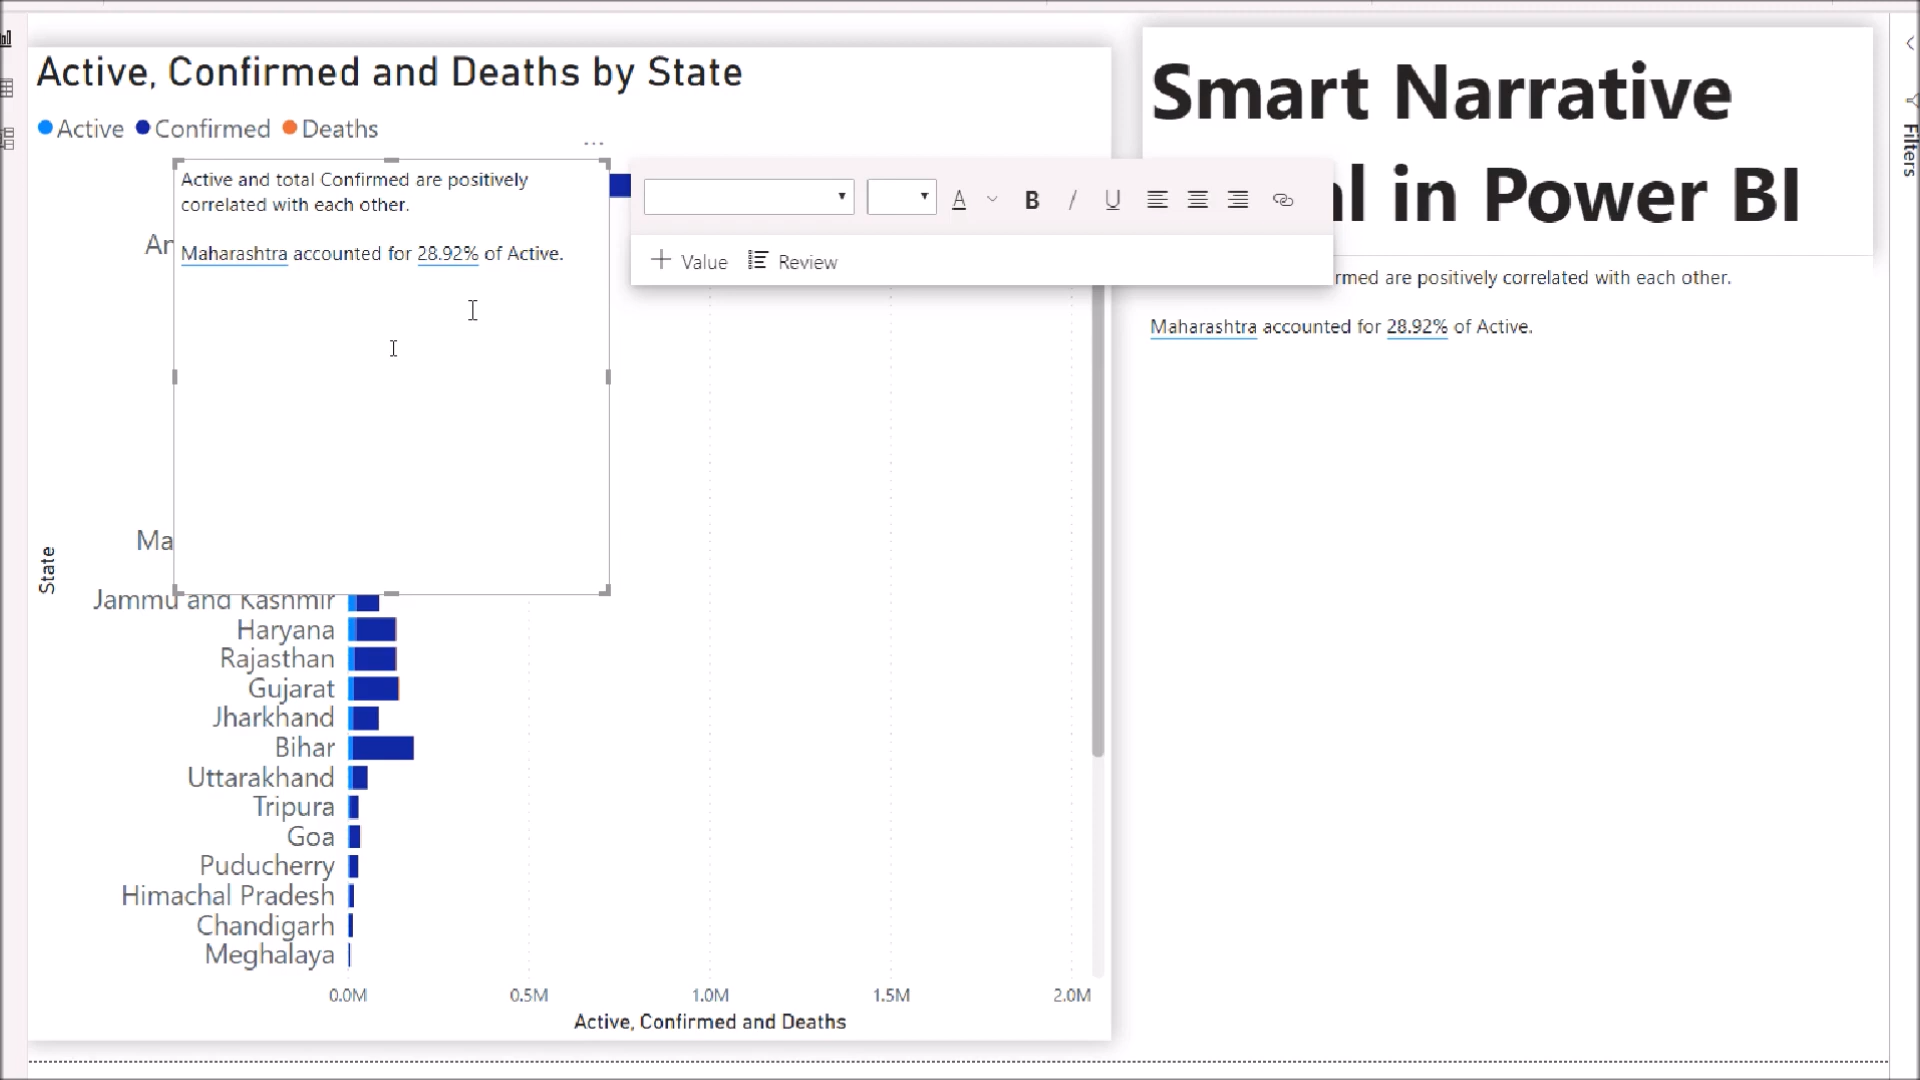 Active, Confirmed and Deaths by State
Active Confirmed Deaths
Active and total Confirmed are positively
correlated with each other.
Maharashtra accounted for 28.92% of Active.
Ar
Ma
Jammu and Kashmir
Haryana
Rajasthan
Gujarat
Jharkhand
Bihar
Uttarakhand
Tripura
Goa
Puducherry
Himachal Pradesh
Chandigarh
Meghalaya
State
0.0M 0.5M 1.0M 1.5M 2.0M
Active, Confirmed and Deaths
A B / U
Value Review
Smart Narrative
l in Power BI
rmed are positively correlated with each other.
Maharashtra accounted for 28.92% of Active.
Filters